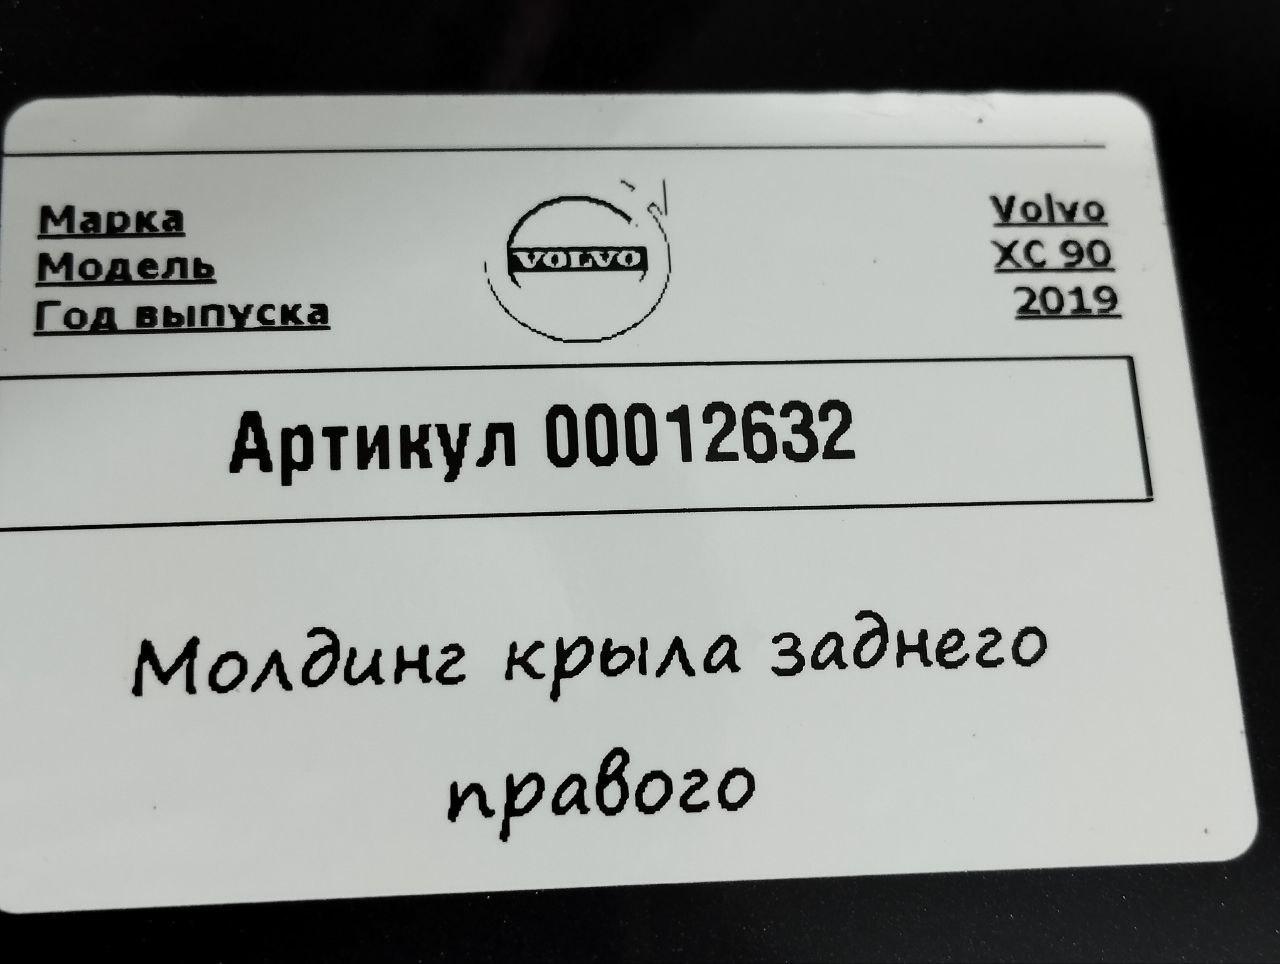 Марка VOLVO Volvo
Модель XC 90
Год выпуска 2019
Артикул 00012632
Молдинг крыла заднего
правого